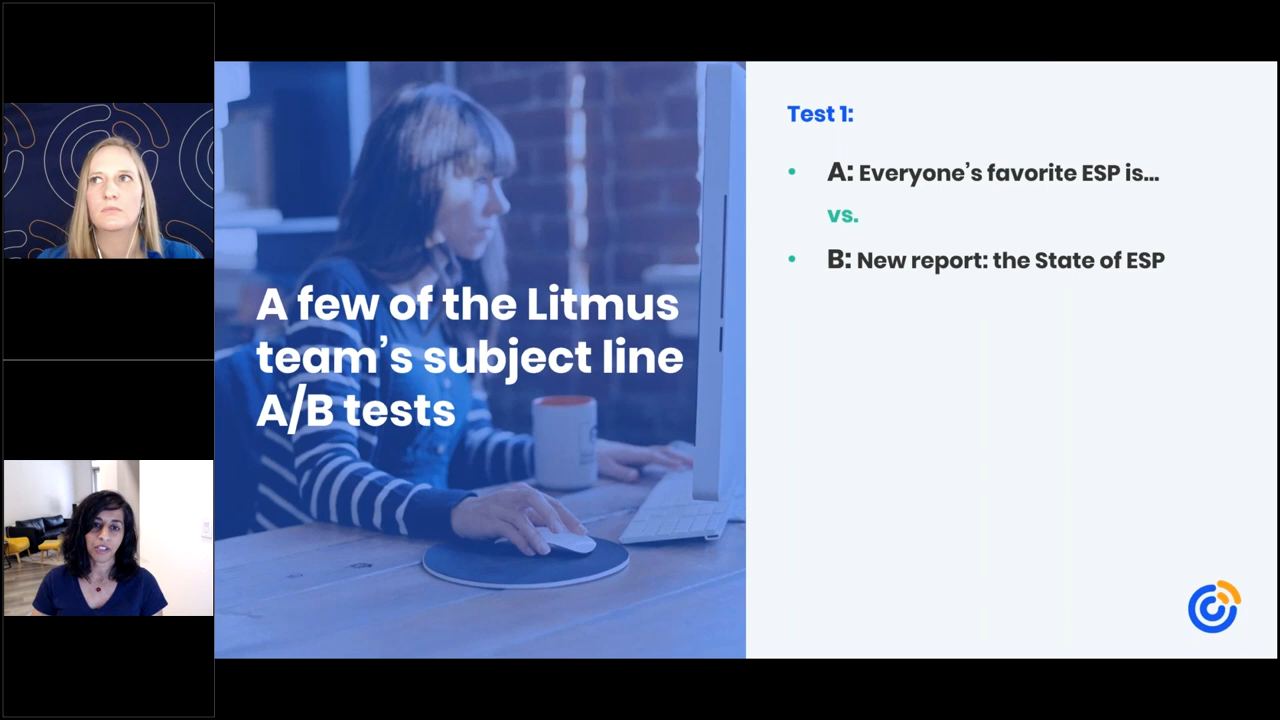 A few of the Litmus
team’s subject line
A/B tests
Test 1:
• A: Everyone’s favorite ESP is...
vs.
• B: New report: the State of ESP